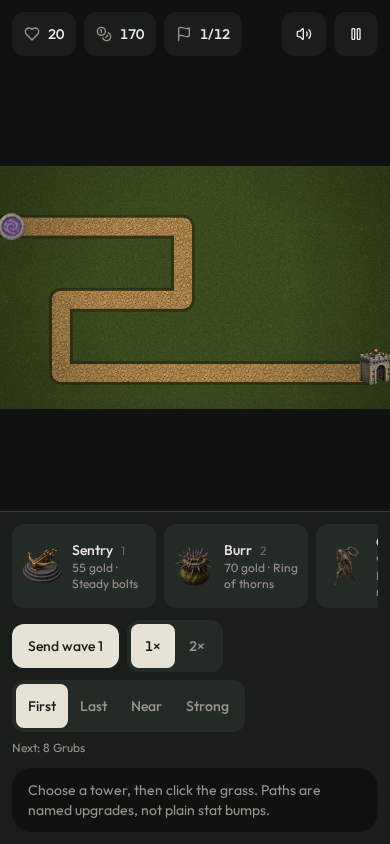 20
170
1/12
Sentry 1
55 gold ·
Steady bolts
Burr 2
70 gold · Ring
of thorns
Send wave 1
1×
2×
First
Last
Near
Strong
Next: 8 Grubs
Choose a tower, then click the grass. Paths are
named upgrades, not plain stat bumps.